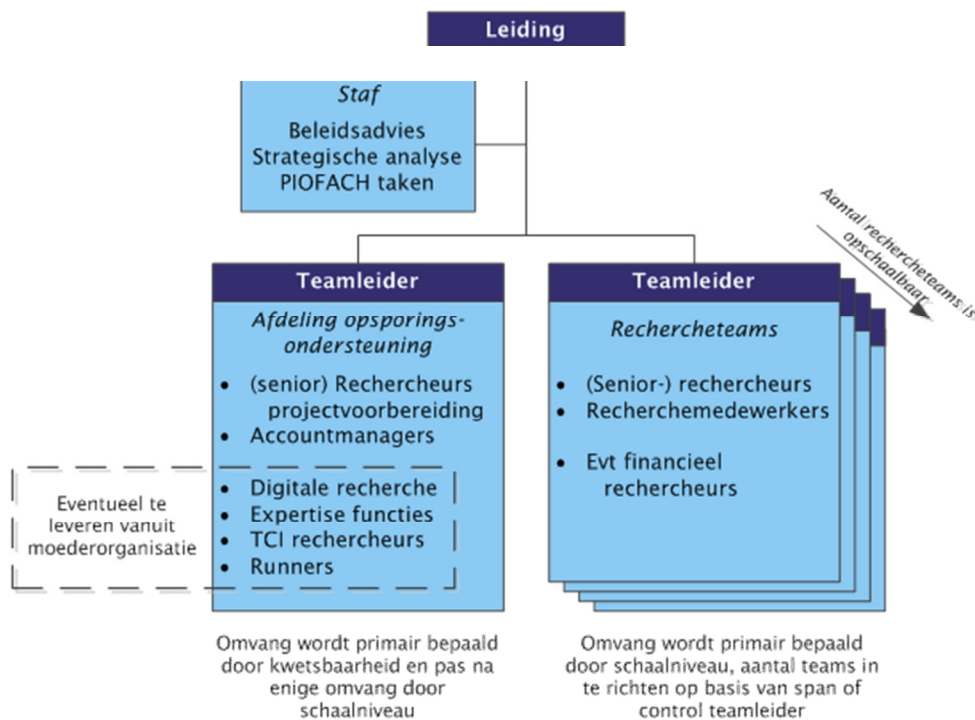 Leiding
Staf
Beleidsadvies
Strategische analyse
PIOFACH taken
Aantal rechercheteams is
opschaalbaar
Teamleider
Afdeling opsporings-
ondersteuning
• (senior) Rechercheurs
projectvoorbereiding
• Accountmanagers
• Digitale recherche
• Expertise functies
• TCI rechercheurs
• Runners
Eventueel te
leveren vanuit
moederorganisatie
Omvang wordt primair bepaald
door kwetsbaarheid en pas na
enige omvang door
schaalniveau
Teamleider
Rechercheteams
• (Senior-) rechercheurs
• Recherchemedewerkers
• Evt financieel
rechercheurs
Omvang wordt primair bepaald
door schaalniveau, aantal teams in
te richten op basis van span of
control teamleider